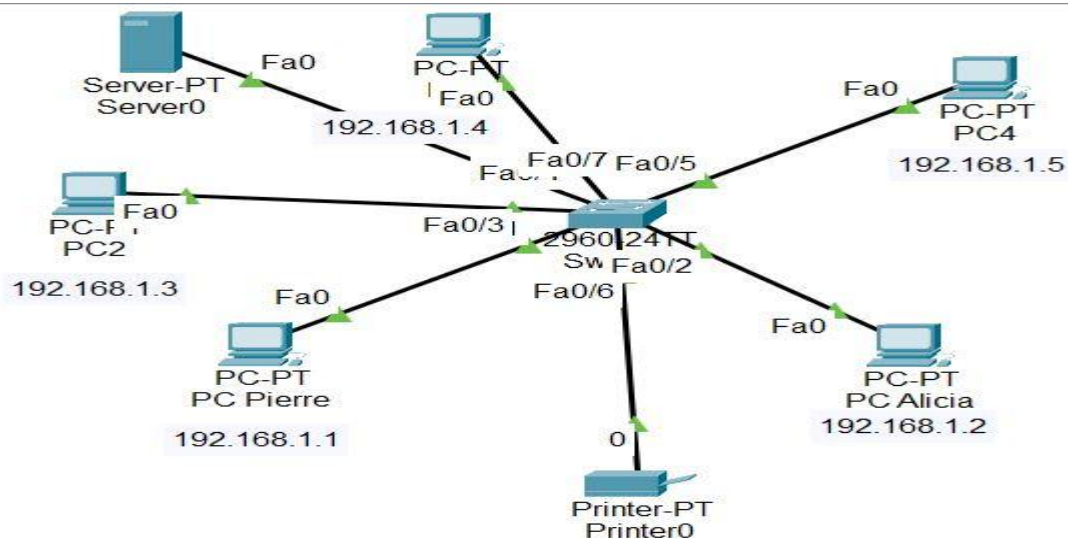 Fa0
Server-PT
Server0
PC-PT
Fa0
192.168.1.4
Fa0
PC-PT
PC4
192.168.1.5
Fa0/7
Fa0/5
Fa0
PC2
192.168.1.3
Fa0/3
2960-24TT
Fa0/2
Fa0/6
Fa0
PC-PT
PC Pierre
192.168.1.1
Fa0
PC-PT
PC Alicia
192.168.1.2
0
Printer-PT
Printer0